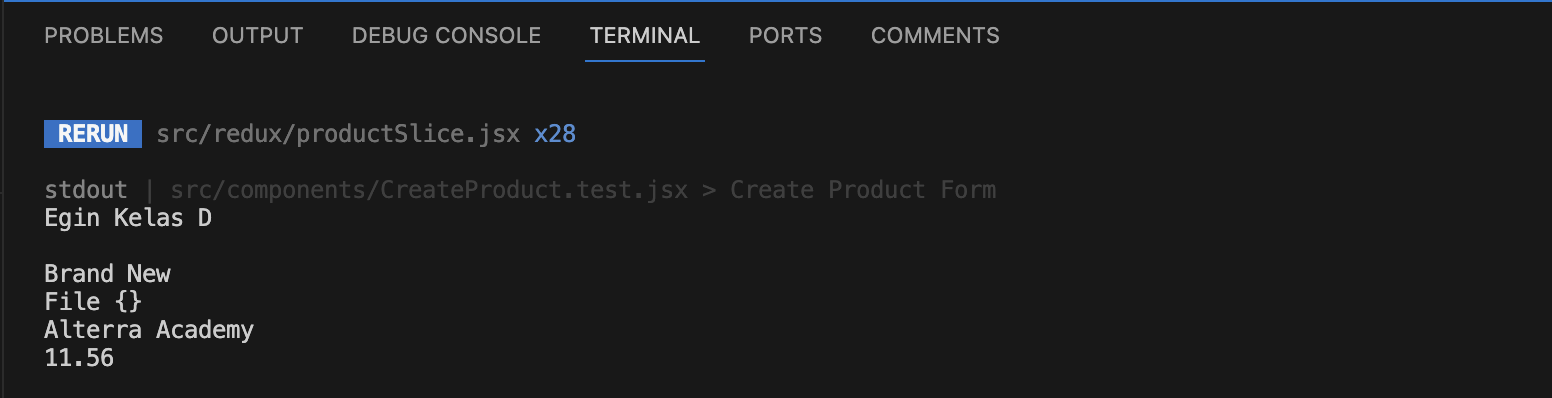 PROBLEMS OUTPUT DEBUG CONSOLE TERMINAL PORTS COMMENTS
RERUN src/redux/productSlice.jsx x28
stdout | src/components/CreateProduct.test.jsx > Create Product Form
Egin Kelas D
Brand New
File {}
Alterra Academy
11.56